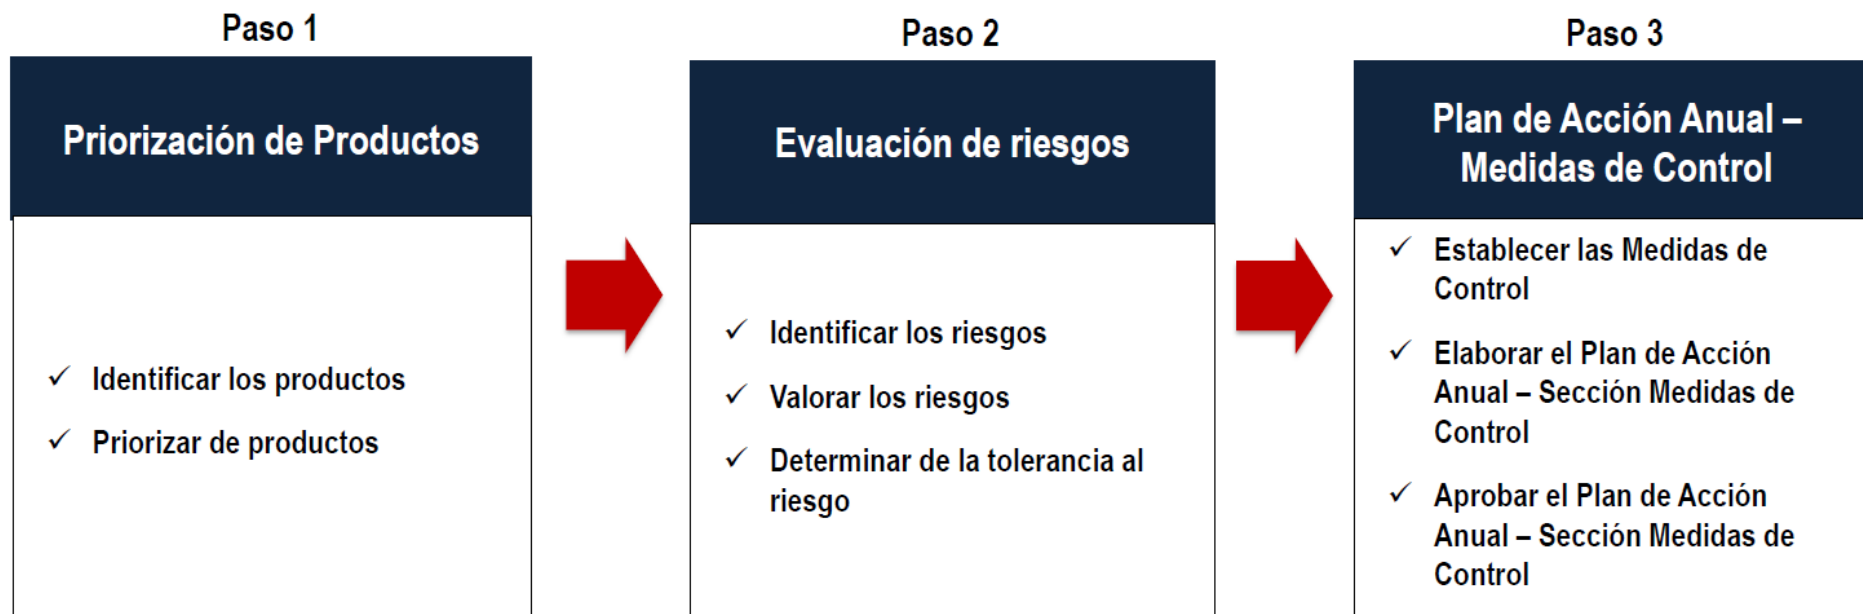 Paso 1
Priorización de Productos
✓ Identificar los productos
✓ Priorizar de productos
Paso 2
Evaluación de riesgos
✓ Identificar los riesgos
✓ Valorar los riesgos
✓ Determinar de la tolerancia al
riesgo
Paso 3
Plan de Acción Anual –
Medidas de Control
✓ Establecer las Medidas de
Control
✓ Elaborar el Plan de Acción
Anual – Sección Medidas de
Control
✓ Aprobar el Plan de Acción
Anual – Sección Medidas de
Control